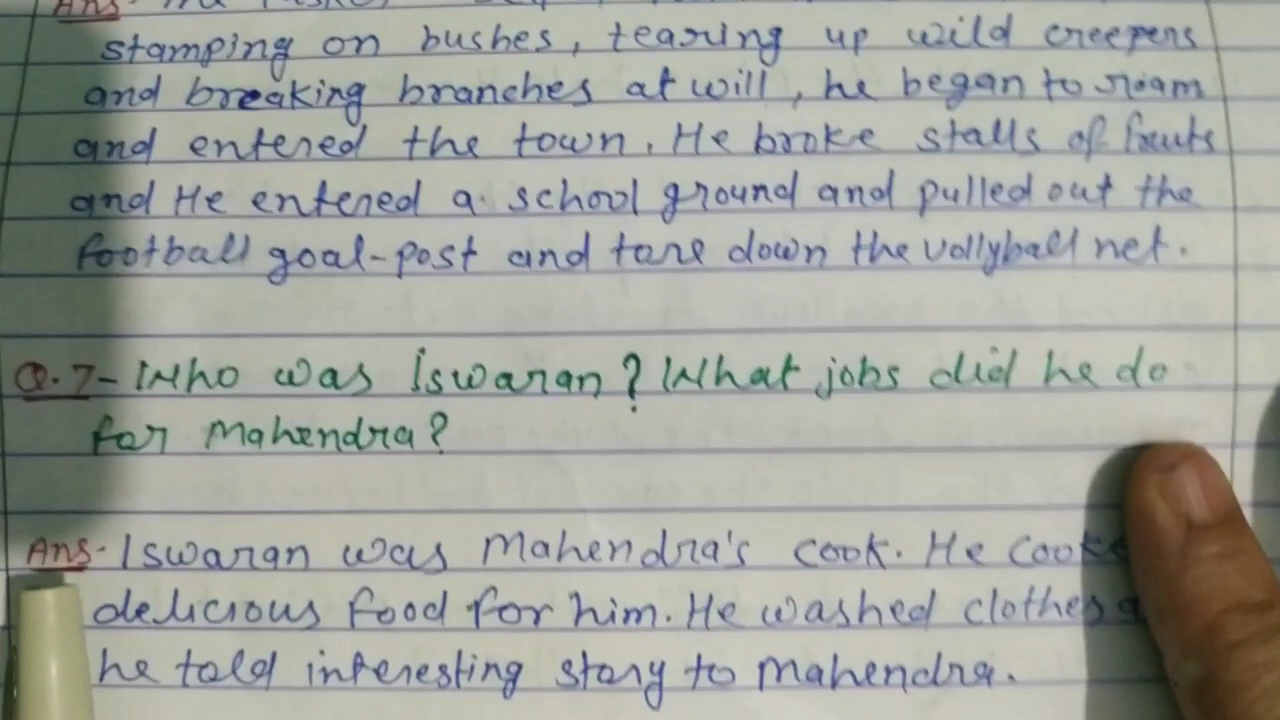 Ans-
stamping on bushes, tearing up wild creepers
and breaking branches at will, he began to roam
and entered the town. He broke stalls of fruits
and He entered a school ground and pulled out the
football goal-post and tore down the vollyball net.
Q.7- Who was Iswaran? What jobs did he do
for Mahendra?
Ans- Iswaran was Mahendra's cook. He
delicious food for him. He washed clothes
he told interesting story to Mahendra.